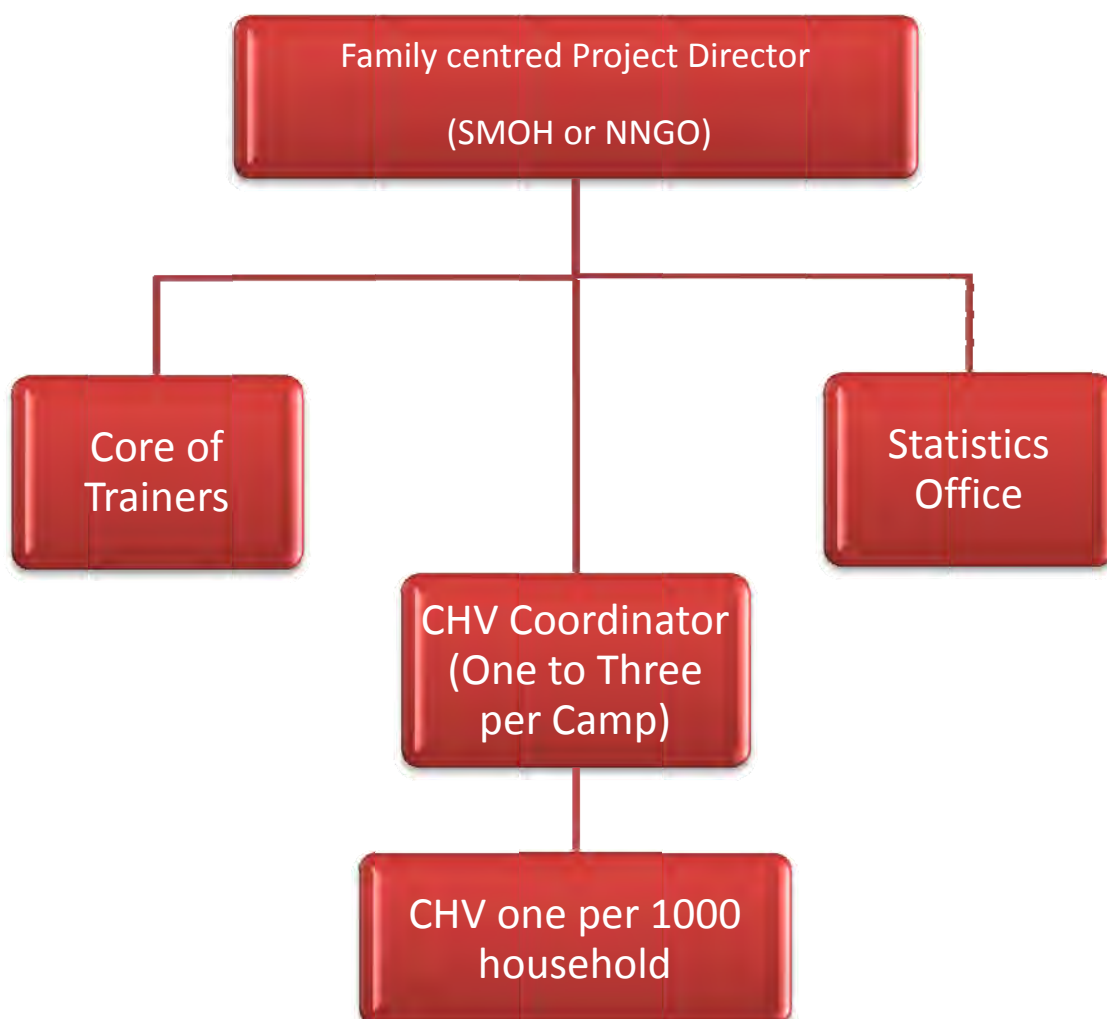 Family centred Project Director
(SMOH or NNGO)
Core of
Trainers
Statistics
Office
CHV Coordinator
(One to Three
per Camp)
CHV one per 1000
household